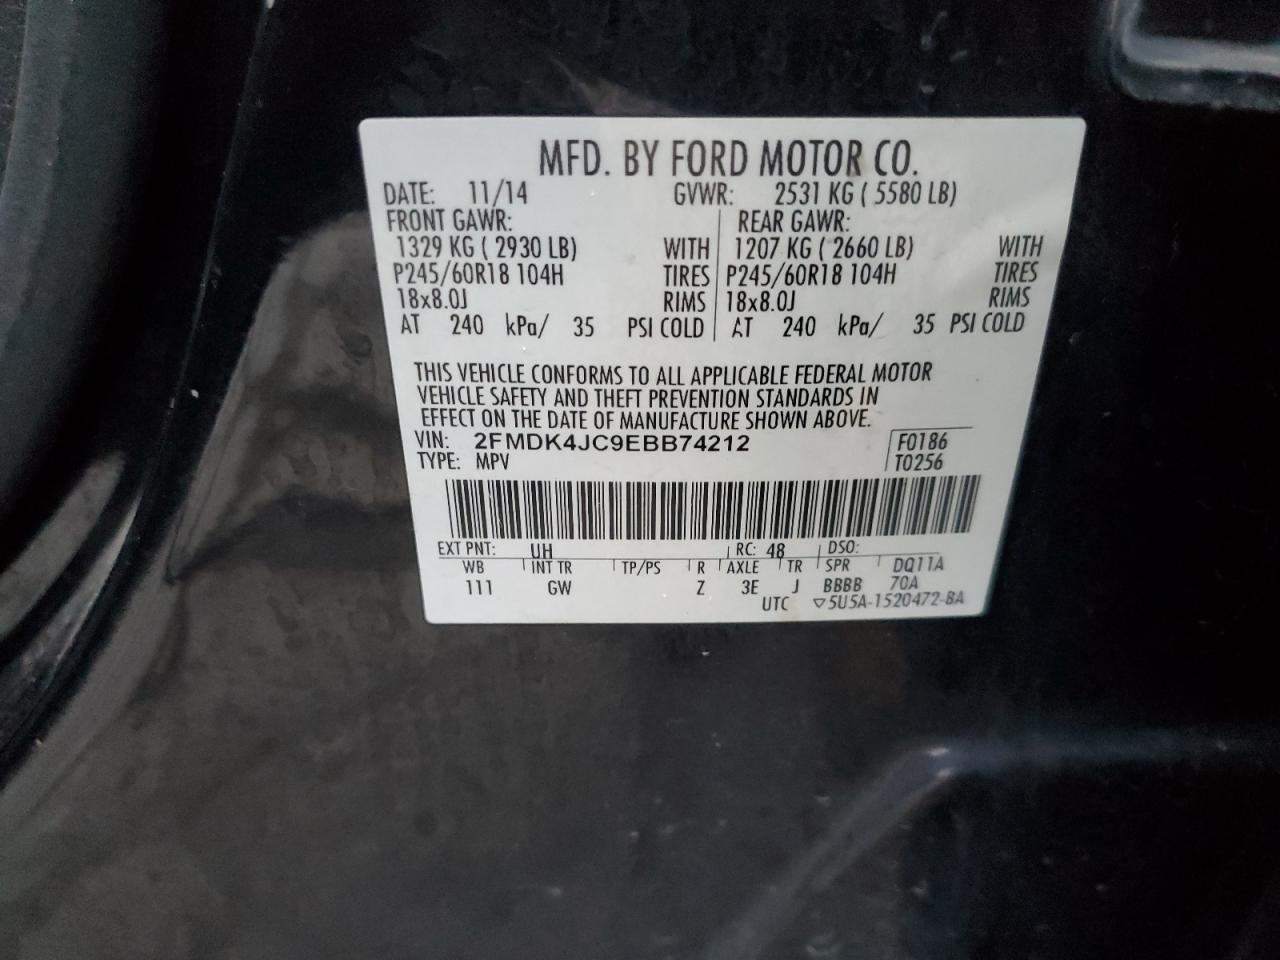 MFD. BY FORD MOTOR CO.
DATE: 11/14 GVWR: 2531 KG ( 5580 LB)
FRONT GAWR: REAR GAWR:
1329 KG ( 2930 LB) WITH 1207 KG ( 2660 LB) WITH
P245/60R18 104H TIRES P245/60R18 104H TIRES
18x8.0J RIMS 18x8.0J RIMS
AT 240 kPa/ 35 PSI COLD AT 240 kPa/ 35 PSI COLD
THIS VEHICLE CONFORMS TO ALL APPLICABLE FEDERAL MOTOR
VEHICLE SAFETY AND THEFT PREVENTION STANDARDS IN
EFFECT ON THE DATE OF MANUFACTURE SHOWN ABOVE.
VIN: 2FMDK4JC9EBB74212 F0186
TYPE: MPV T0256
EXT PNT: UH RC: 48 DSO:
WB INT TR TP/PS R AXLE TR SPR DQ11A
111 GW Z 3E J BBBB 70A
UTC ▽5U5A-1520472-BA